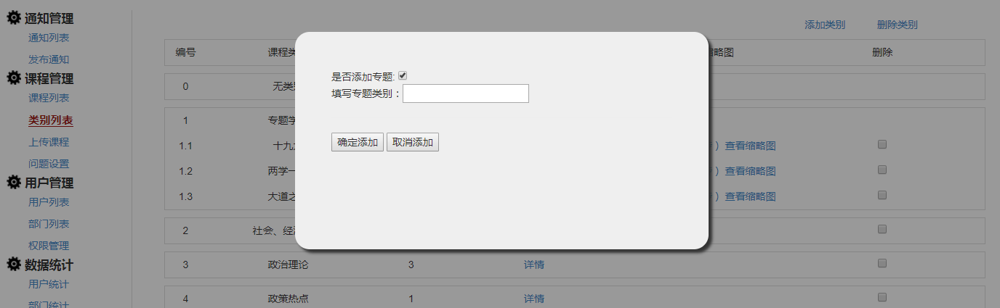 通知管理
通知列表
发布通知
课程管理
课程列表
类别列表
上传课程
问题设置
用户管理
用户列表
部门列表
权限管理
数据统计
用户统计
部门统计
添加类别 删除类别
编号 课程类 缩略图 删除
0 无类别
1 专题学
1.1 十九大 ）查看缩略图
1.2 两学一 ）查看缩略图
1.3 大道之 ）查看缩略图
2 社会、经济
3 政治理论 3 详情
4 政策热点 1 详情
是否添加专题:
填写专题类别：
确定添加 取消添加